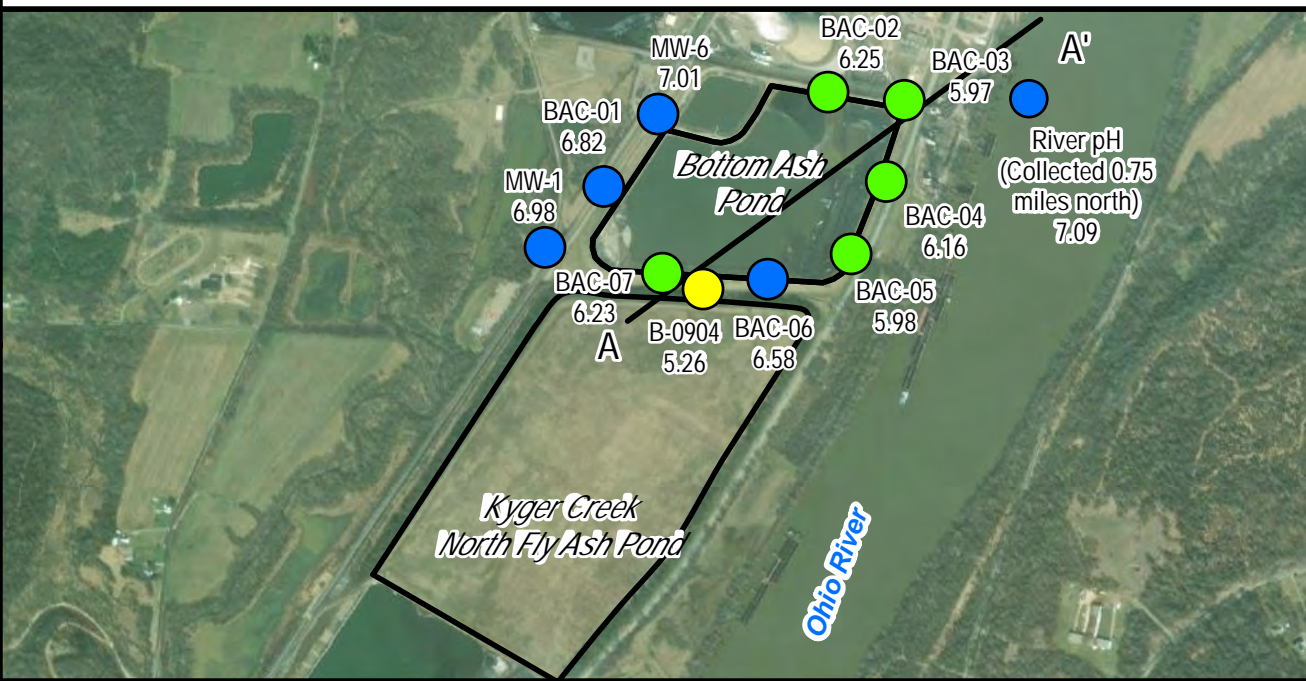 BAC-02
6.25
MW-6
7.01
BAC-03
5.97
A'
BAC-01
6.82
River pH
(Collected 0.75
miles north)
7.09
Bottom Ash
Pond
MW-1
6.98
BAC-04
6.16
BAC-07
6.23
BAC-05
5.98
A
B-0904
5.26
BAC-06
6.58
Kyger Creek
North Fly Ash Pond
Ohio River